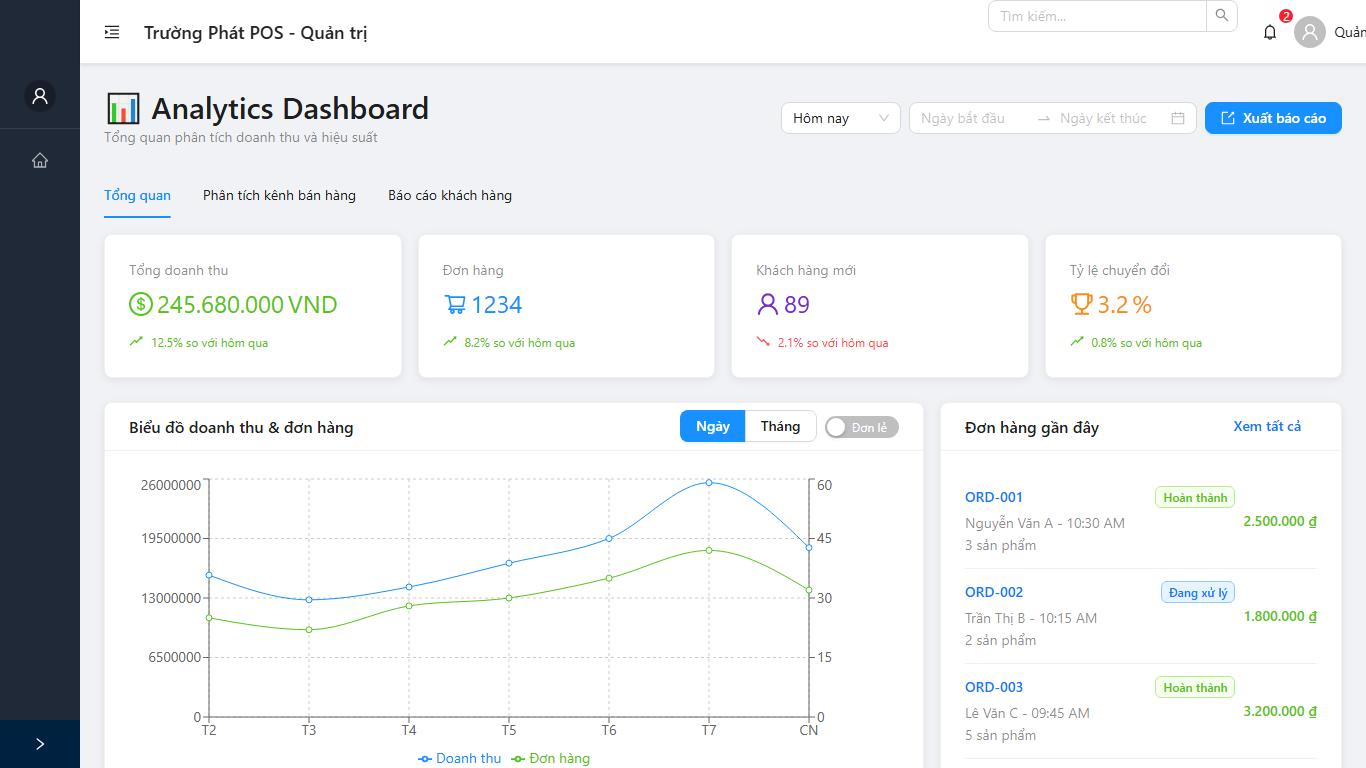 Trường Phát POS - Quản trị
Tìm kiếm...
2
Quản
Analytics Dashboard
Tổng quan phân tích doanh thu và hiệu suất
Hôm nay
Ngày bắt đầu
Ngày kết thúc
Xuất báo cáo
Tổng quan
Phân tích kênh bán hàng
Báo cáo khách hàng
Tổng doanh thu
245.680.000 VND
12.5% so với hôm qua
Đơn hàng
1234
8.2% so với hôm qua
Khách hàng mới
89
2.1% so với hôm qua
Tỷ lệ chuyển đổi
3.2 %
0.8% so với hôm qua
Biểu đồ doanh thu & đơn hàng
Ngày
Tháng
Đơn lẻ
26000000
19500000
13000000
6500000
0
60
45
30
15
0
T2
T3
T4
T5
T6
T7
CN
Doanh thu
Đơn hàng
Đơn hàng gần đây
Xem tất cả
ORD-001
Hoàn thành
Nguyễn Văn A - 10:30 AM
2.500.000 ₫
3 sản phẩm
ORD-002
Đang xử lý
Trần Thị B - 10:15 AM
1.800.000 ₫
2 sản phẩm
ORD-003
Hoàn thành
Lê Văn C - 09:45 AM
3.200.000 ₫
5 sản phẩm